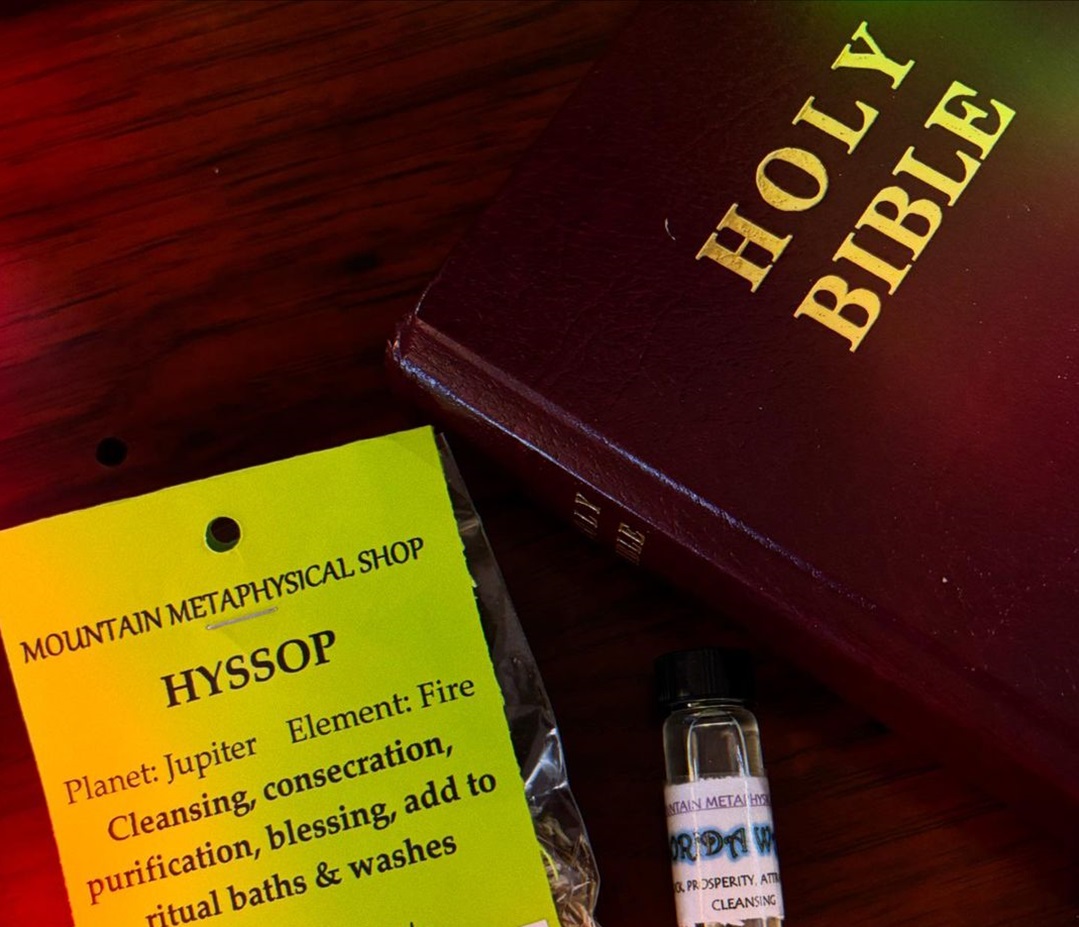 HOLY
BIBLE
MOUNTAIN METAPHYSICAL SHOP
HYSSOP
Planet: Jupiter Element: Fire
Cleansing, consecration,
purification, blessing, add to
ritual baths & washes
PROSPERITY,
CLEANSING